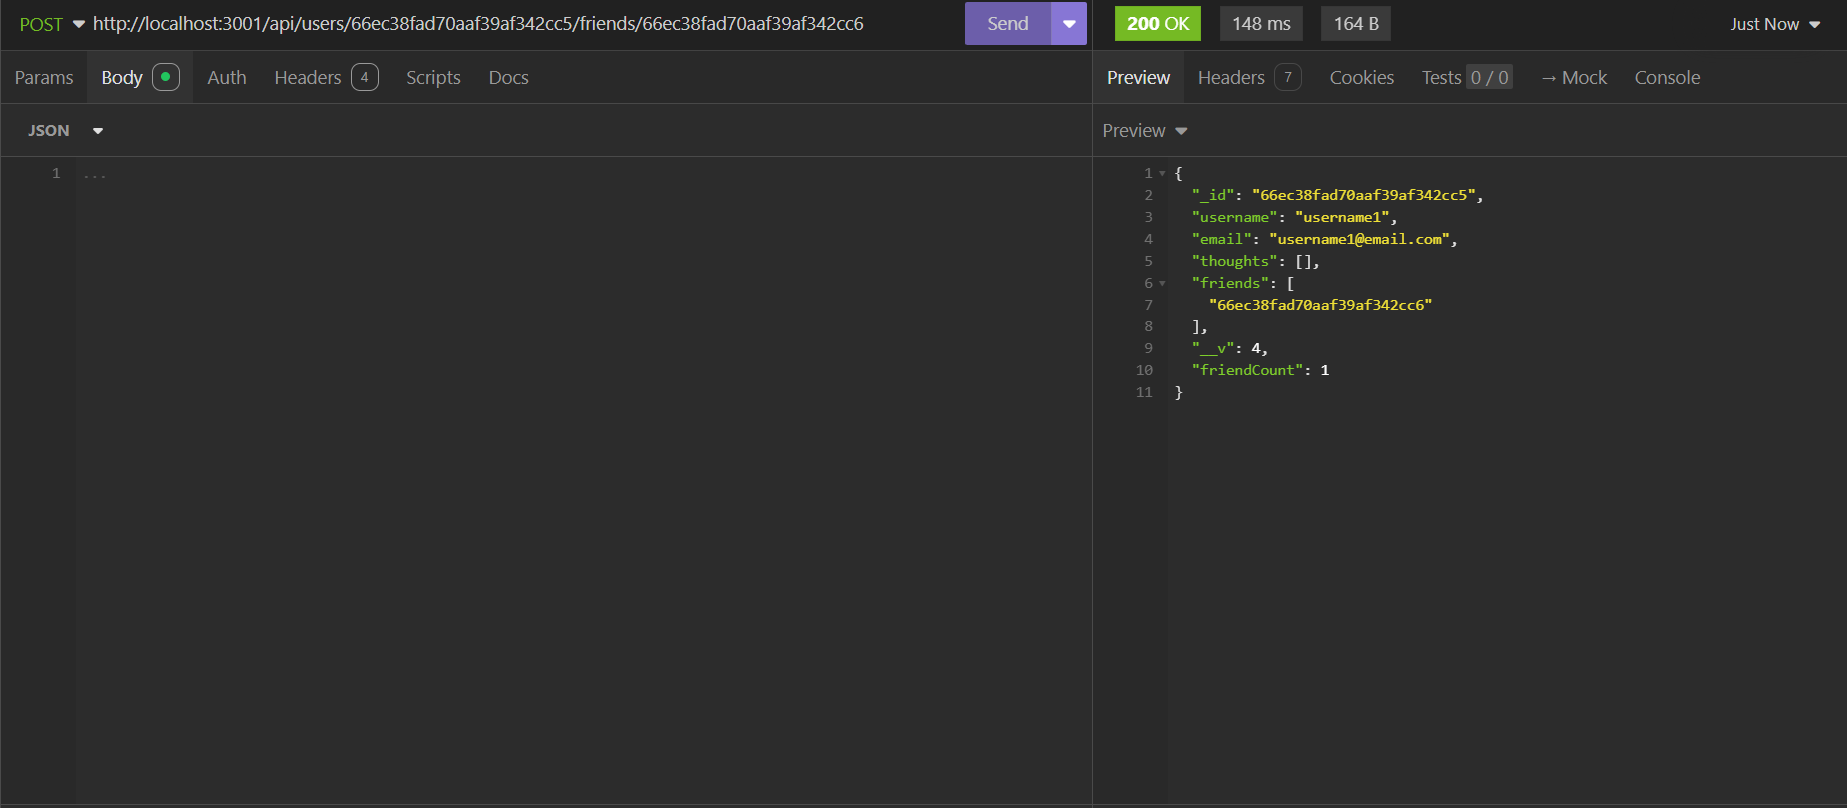 POST http://localhost:3001/api/users/66ec38fad70aaf39af342cc5/friends/66ec38fad70aaf39af342cc6 Send 200 OK 148 ms 164 B Just Now
Params Body Auth Headers 4 Scripts Docs Preview Headers 7 Cookies Tests 0 / 0 → Mock Console
JSON Preview
1 ...
1 {
2 "_id": "66ec38fad70aaf39af342cc5",
3 "username": "username1",
4 "email": "username1@email.com",
5 "thoughts": [],
6 "friends": [
7 "66ec38fad70aaf39af342cc6"
8 ],
9 "__v": 4,
10 "friendCount": 1
11 }